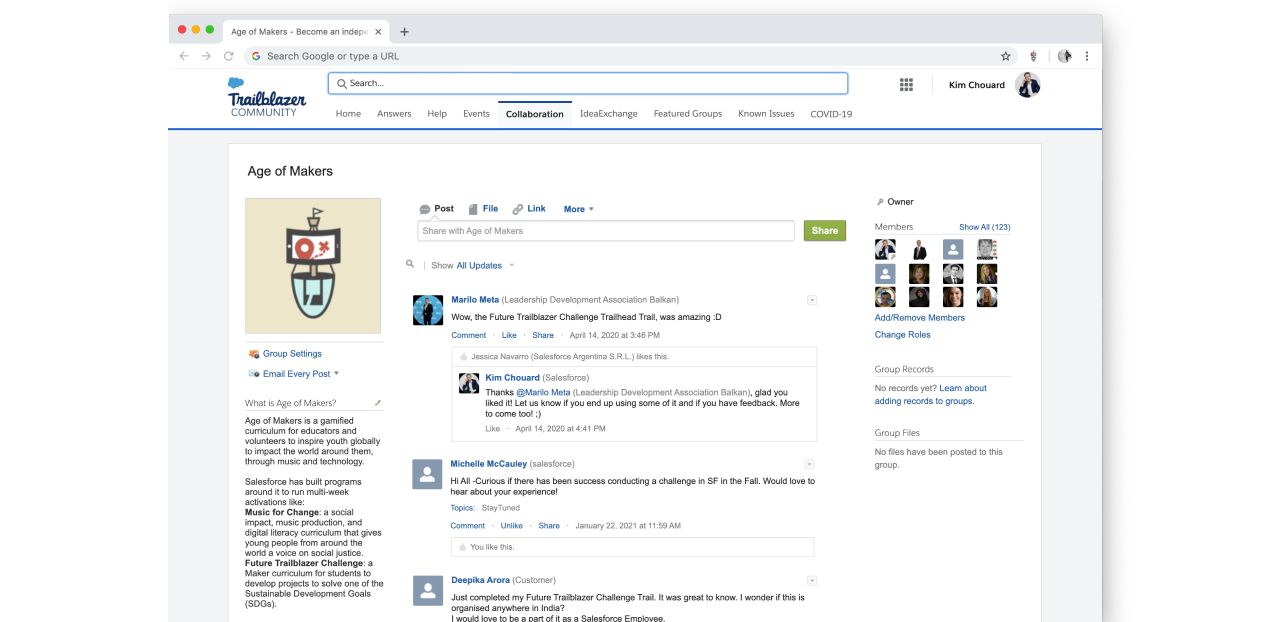 Age of Makers - Become an indepe
Search Google or type a URL
Search...
Kim Chouard
Trailblazer
COMMUNITY
Home Answers Help Events Collaboration IdeaExchange Featured Groups Known Issues COVID-19
Age of Makers
Group Settings
Email Every Post
What is Age of Makers?
Age of Makers is a gamified
curriculum for educators and
volunteers to inspire youth globally
to impact the world around them,
through music and technology.
Salesforce has built programs
around it to run multi-week
activations like:
Music for Change: a social
impact, music production, and
digital literacy curriculum that gives
young people from around the
world a voice on social justice.
Future Trailblazer Challenge: a
Maker curriculum for students to
develop projects to solve one of the
Sustainable Development Goals
(SDGs).
Post File Link More
Share with Age of Makers
Share
Show All Updates
Marilo Meta (Leadership Development Association Balkan)
Wow, the Future Trailblazer Challenge Trailhead Trail, was amazing :D
Comment · Like · Share · April 14, 2020 at 3:46 PM
Jessica Navarro (Salesforce Argentina S.R.L.) likes this.
Kim Chouard (Salesforce)
Thanks @Marilo Meta (Leadership Development Association Balkan), glad you
liked it! Let us know if you end up using some of it and if you have feedback. More
to come too! ;)
Like · April 14, 2020 at 4:41 PM
Michelle McCauley (salesforce)
Hi All -Curious if there has been success conducting a challenge in SF in the Fall. Would love to
hear about your experience!
Topics: StayTuned
Comment · Unlike · Share · January 22, 2021 at 11:59 AM
You like this.
Deepika Arora (Customer)
Just completed my Future Trailblazer Challenge Trail. It was great to know. I wonder if this is
organised anywhere in India?
I would love to be a part of it as a Salesforce Employee.
Owner
Members Show All (123)
Add/Remove Members
Change Roles
Group Records
No records yet? Learn about
adding records to groups.
Group Files
No files have been posted to this
group.